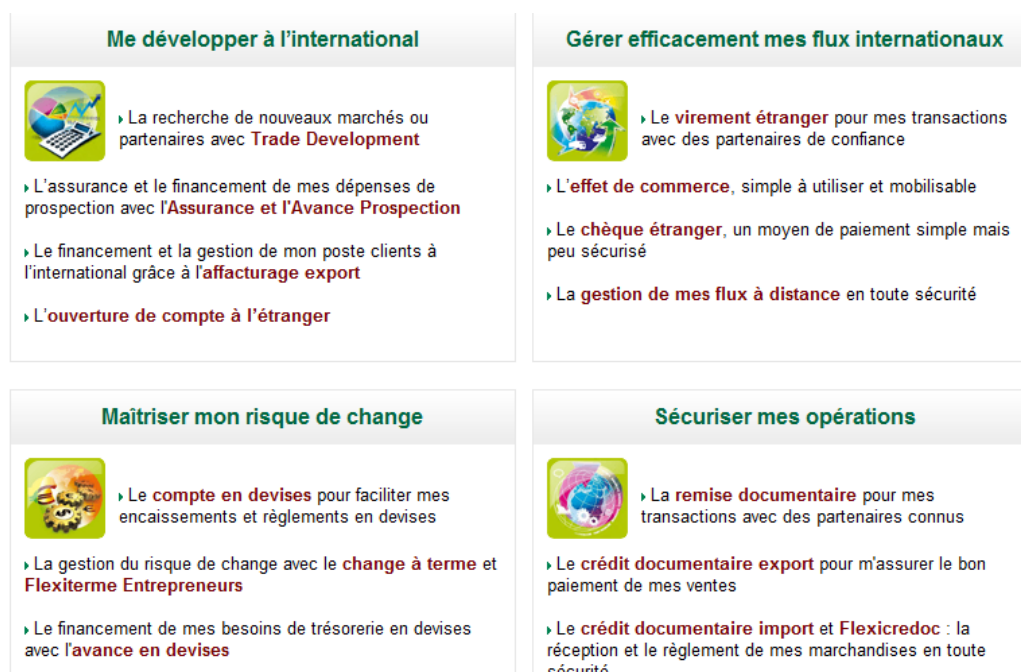 Me développer à l’international
▸ La recherche de nouveaux marchés ou
partenaires avec Trade Development
▸ L'assurance et le financement de mes dépenses de
prospection avec l'Assurance et l'Avance Prospection
▸ Le financement et la gestion de mon poste clients à
l’international grâce à l'affacturage export
▸ L'ouverture de compte à l’étranger
Gérer efficacement mes flux internationaux
▸ Le virement étranger pour mes transactions
avec des partenaires de confiance
▸ L'effet de commerce, simple à utiliser et mobilisable
▸ Le chèque étranger, un moyen de paiement simple mais
peu sécurisé
▸ La gestion de mes flux à distance en toute sécurité
Maîtriser mon risque de change
▸ Le compte en devises pour faciliter mes
encaissements et règlements en devises
▸ La gestion du risque de change avec le change à terme et
Flexiterme Entrepreneurs
▸ Le financement de mes besoins de trésorerie en devises
avec l'avance en devises
Sécuriser mes opérations
▸ La remise documentaire pour mes
transactions avec des partenaires connus
▸ Le crédit documentaire export pour m'assurer le bon
paiement de mes ventes
▸ Le crédit documentaire import et Flexicredoc : la
réception et le règlement de mes marchandises en toute
sécurité